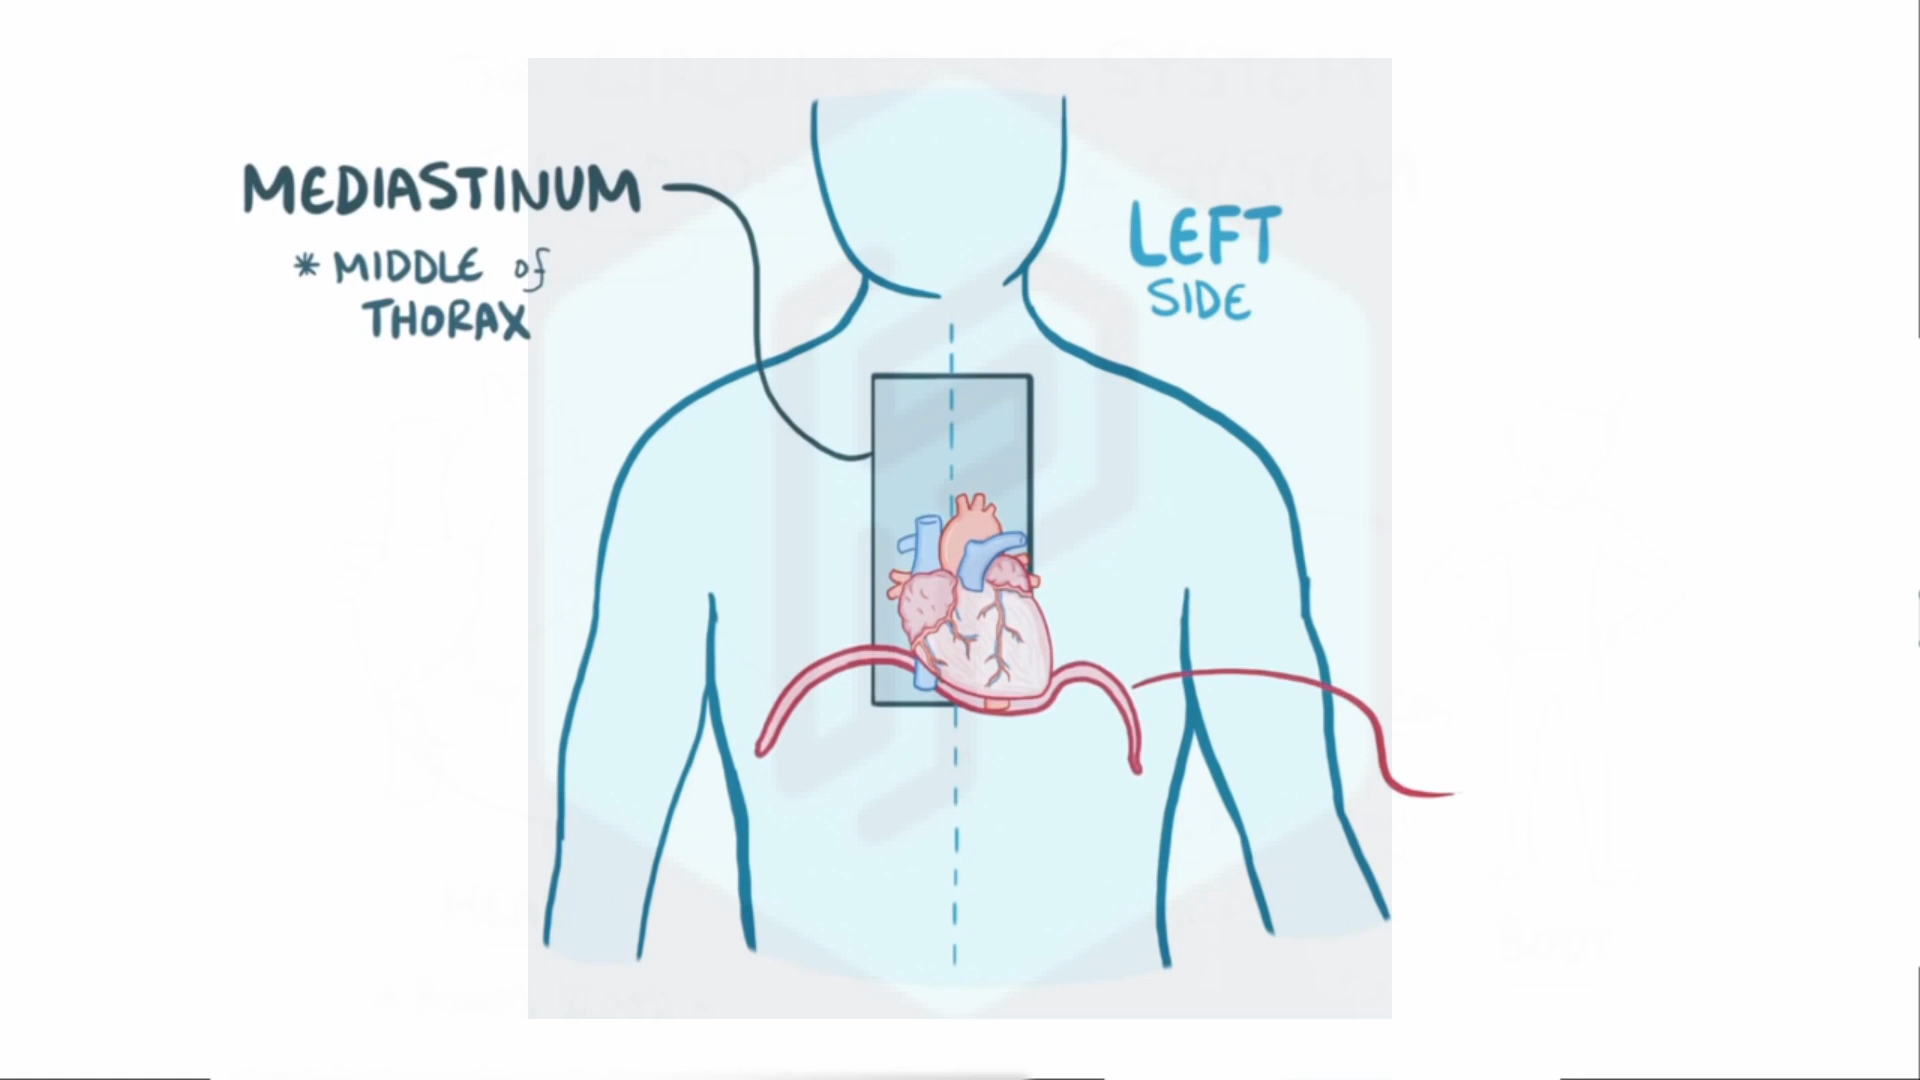 MEDIASTINUM
* MIDDLE of
THORAX
LEFT
SIDE